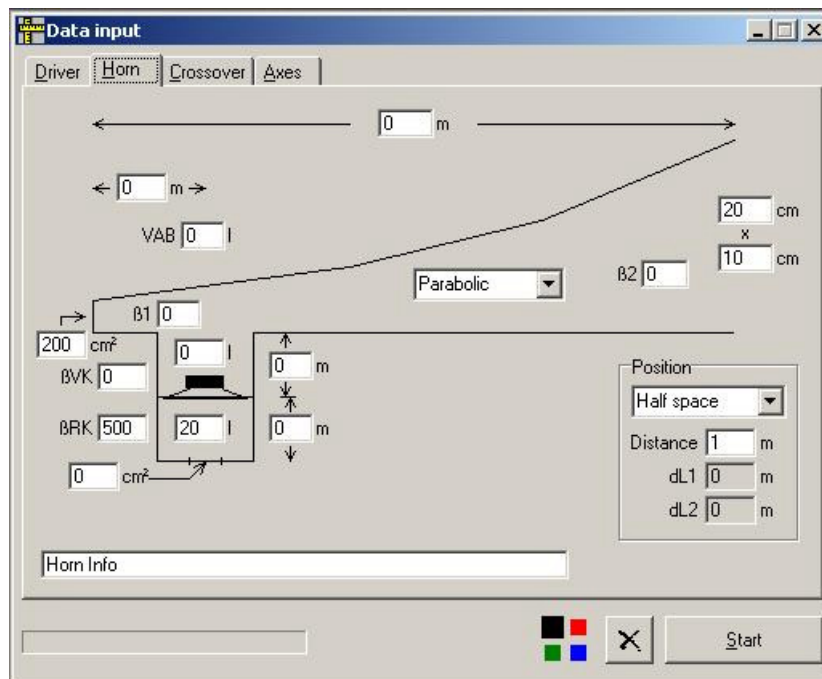 Data input
Driver Horn Crossover Axes
0 m
0 m
VAB 0 l
20 cm
x
10 cm
Parabolic
ß2 0
ß1 0
200 cm²
0 l
0 m
ßVK 0
ßRK 500
20 l
0 m
0 cm²
Position
Half space
Distance 1 m
dL1 0 m
dL2 0 m
Horn Info
Start